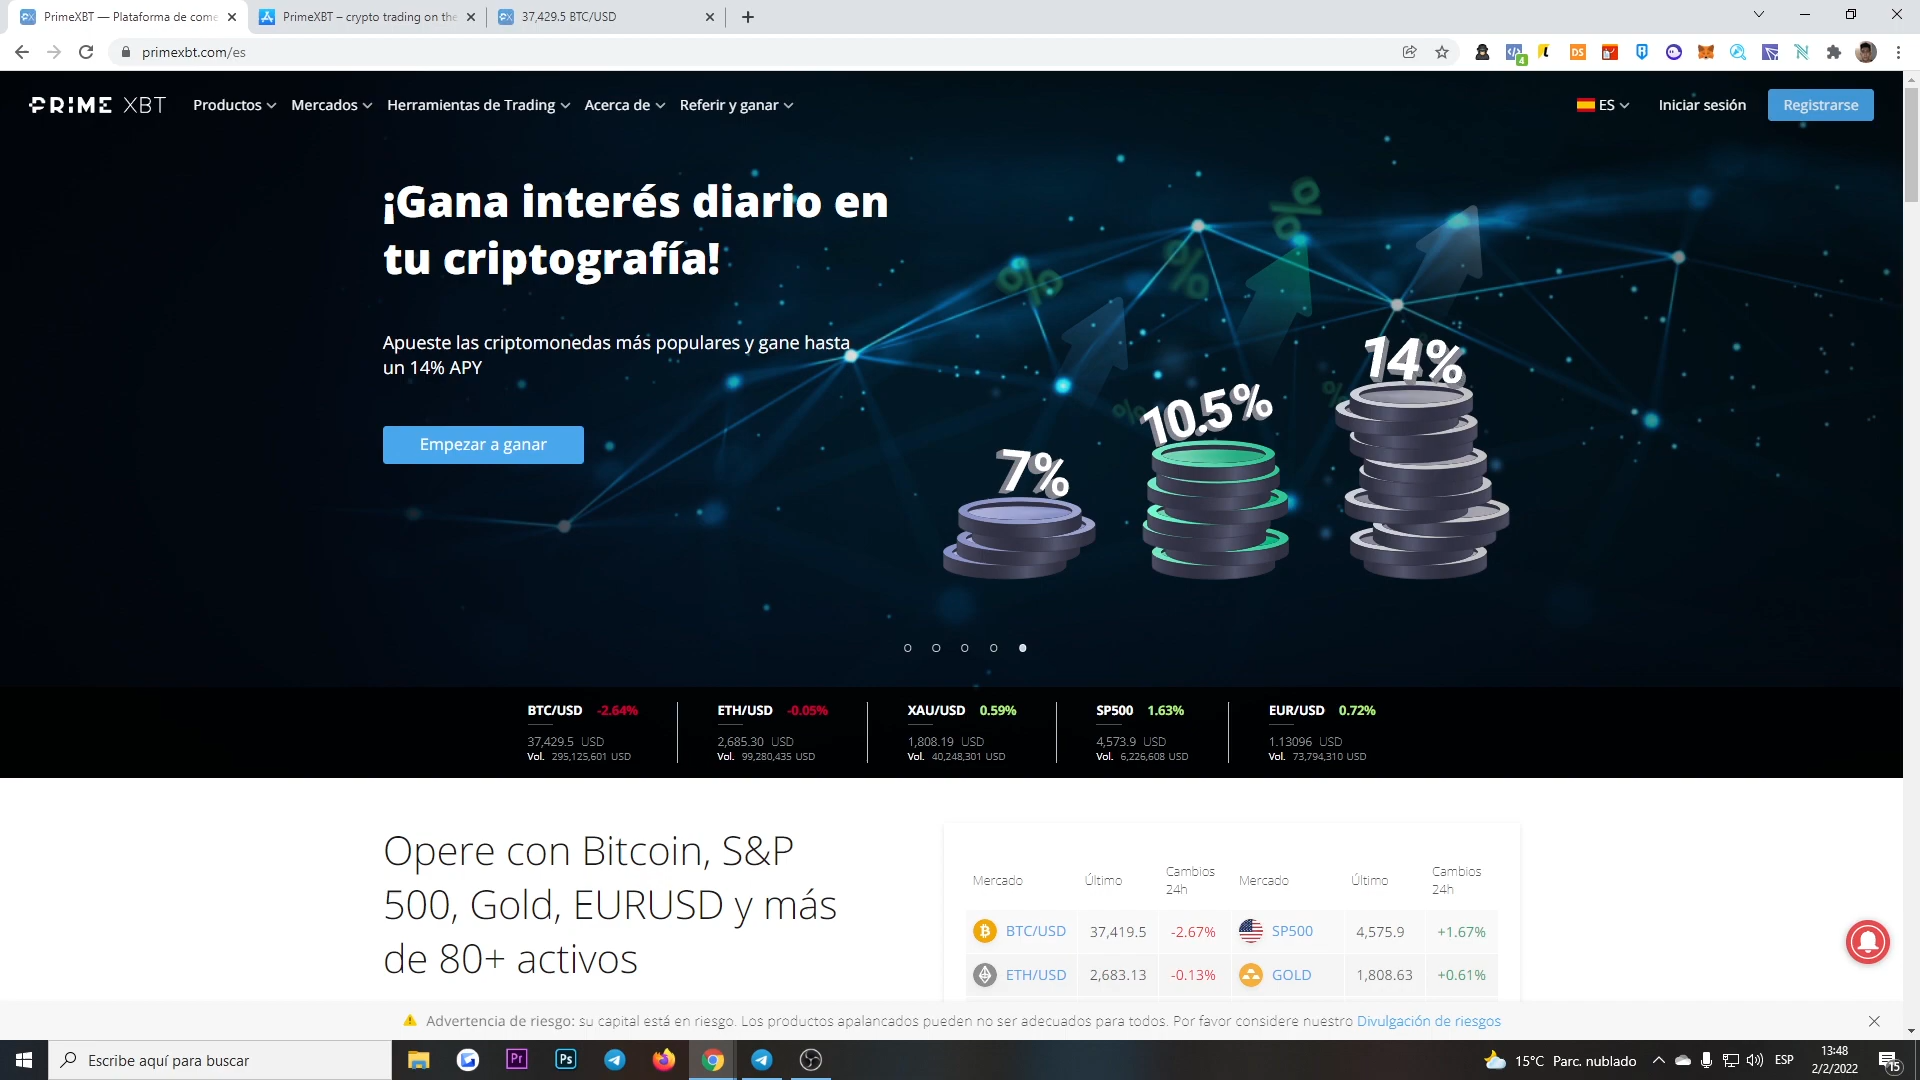 PrimeXBT — Plataforma de come
PrimeXBT – crypto trading on the
37,429.5 BTC/USD
primexbt.com/es
4
DS
PRIME XBT
Productos
Mercados
Herramientas de Trading
Acerca de
Referir y ganar
ES
Iniciar sesión
Registrarse
¡Gana interés diario en
tu criptografía!
Apueste las criptomonedas más populares y gane hasta
un 14% APY
Empezar a ganar
7%
10.5%
14%
BTC/USD -2.64%
37,429.5 USD
Vol. 295,125,601 USD
ETH/USD -0.05%
2,685.30 USD
Vol. 99,280,435 USD
XAU/USD 0.59%
1,808.19 USD
Vol. 40,248,301 USD
SP500 1.63%
4,573.9 USD
Vol. 6,226,608 USD
EUR/USD 0.72%
1.13096 USD
Vol. 73,794,310 USD
Opere con Bitcoin, S&P
500, Gold, EURUSD y más
de 80+ activos
Mercado Último Cambios 24h Mercado Último Cambios 24h
BTC/USD 37,419.5 -2.67% SP500 4,575.9 +1.67%
ETH/USD 2,683.13 -0.13% GOLD 1,808.63 +0.61%
Advertencia de riesgo: su capital está en riesgo. Los productos apalancados pueden no ser adecuados para todos. Por favor considere nuestro Divulgación de riesgos
Escribe aquí para buscar
Pr
Ps
15°C Parc. nublado
ESP
13:48
2/2/2022
15